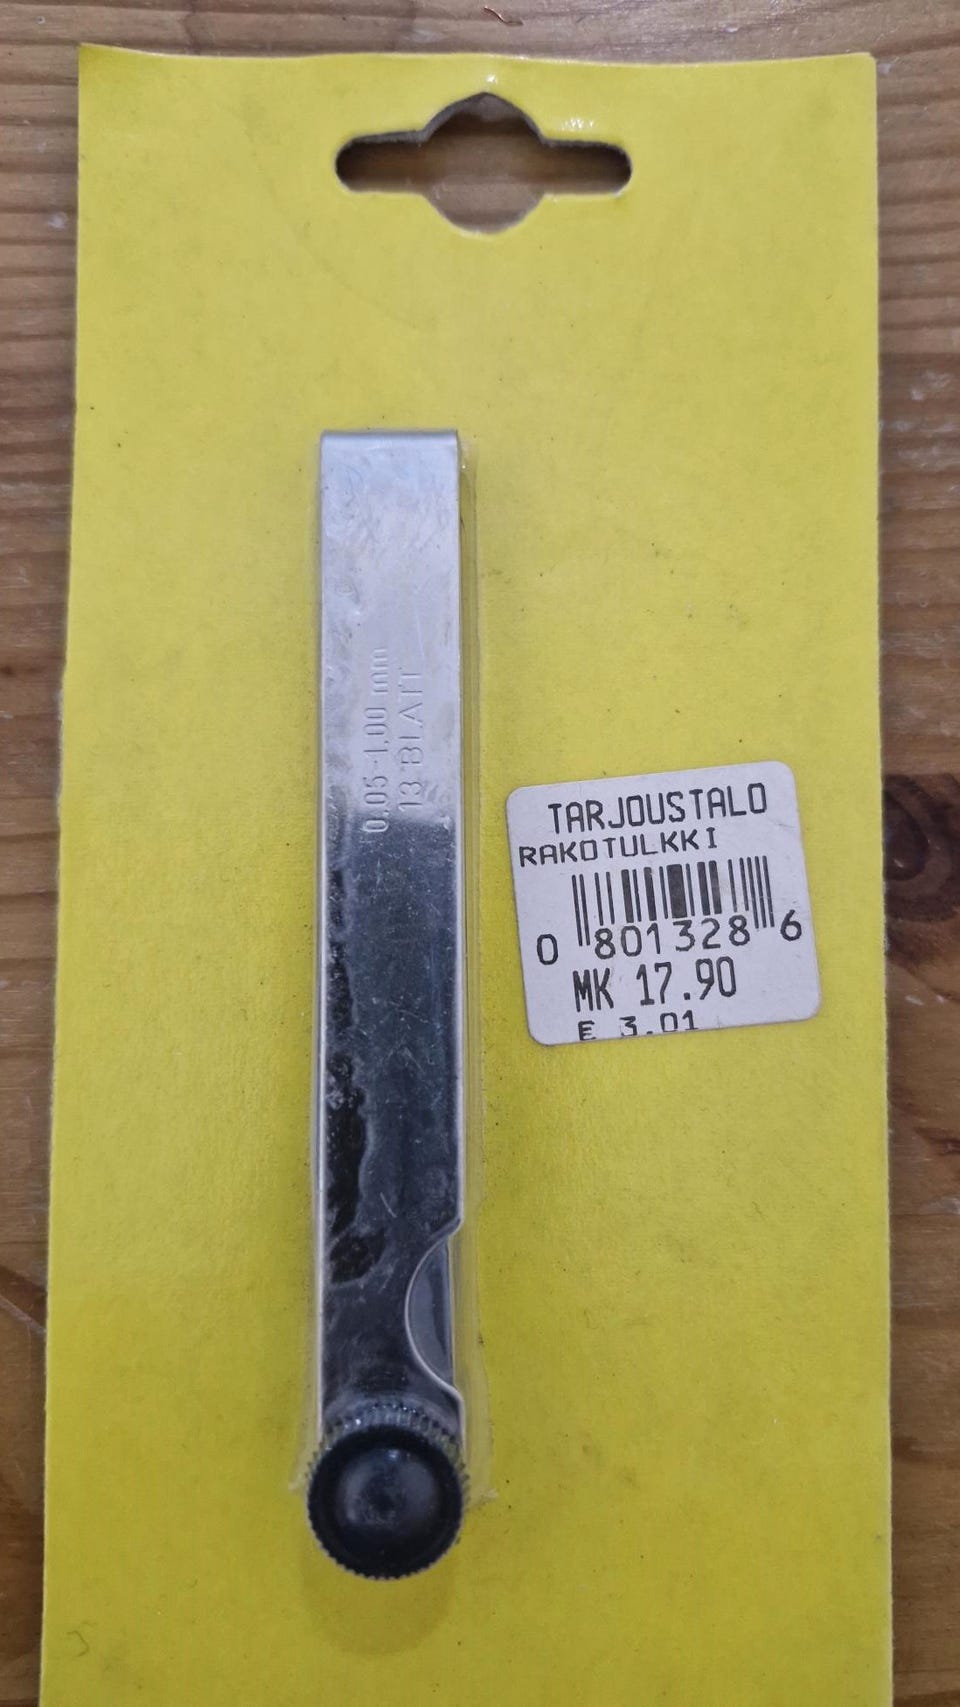 0.05-1.00 mm
13 BLATT
TARJOUSTALO
RAKOTULKKI
0 801328 6
MK 17.90
E 3.01